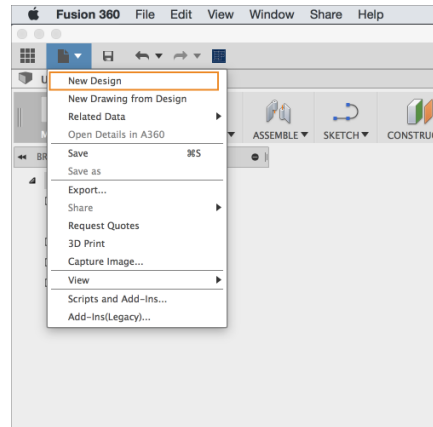 Fusion 360 File Edit View Window Share Help
New Design
New Drawing from Design
Related Data
Open Details in A360
Save ⌘S
Save as
Export...
Share
Request Quotes
3D Print
Capture Image...
View
Scripts and Add-Ins...
Add-Ins(Legacy)...
ASSEMBLE SKETCH CONSTRU
BR